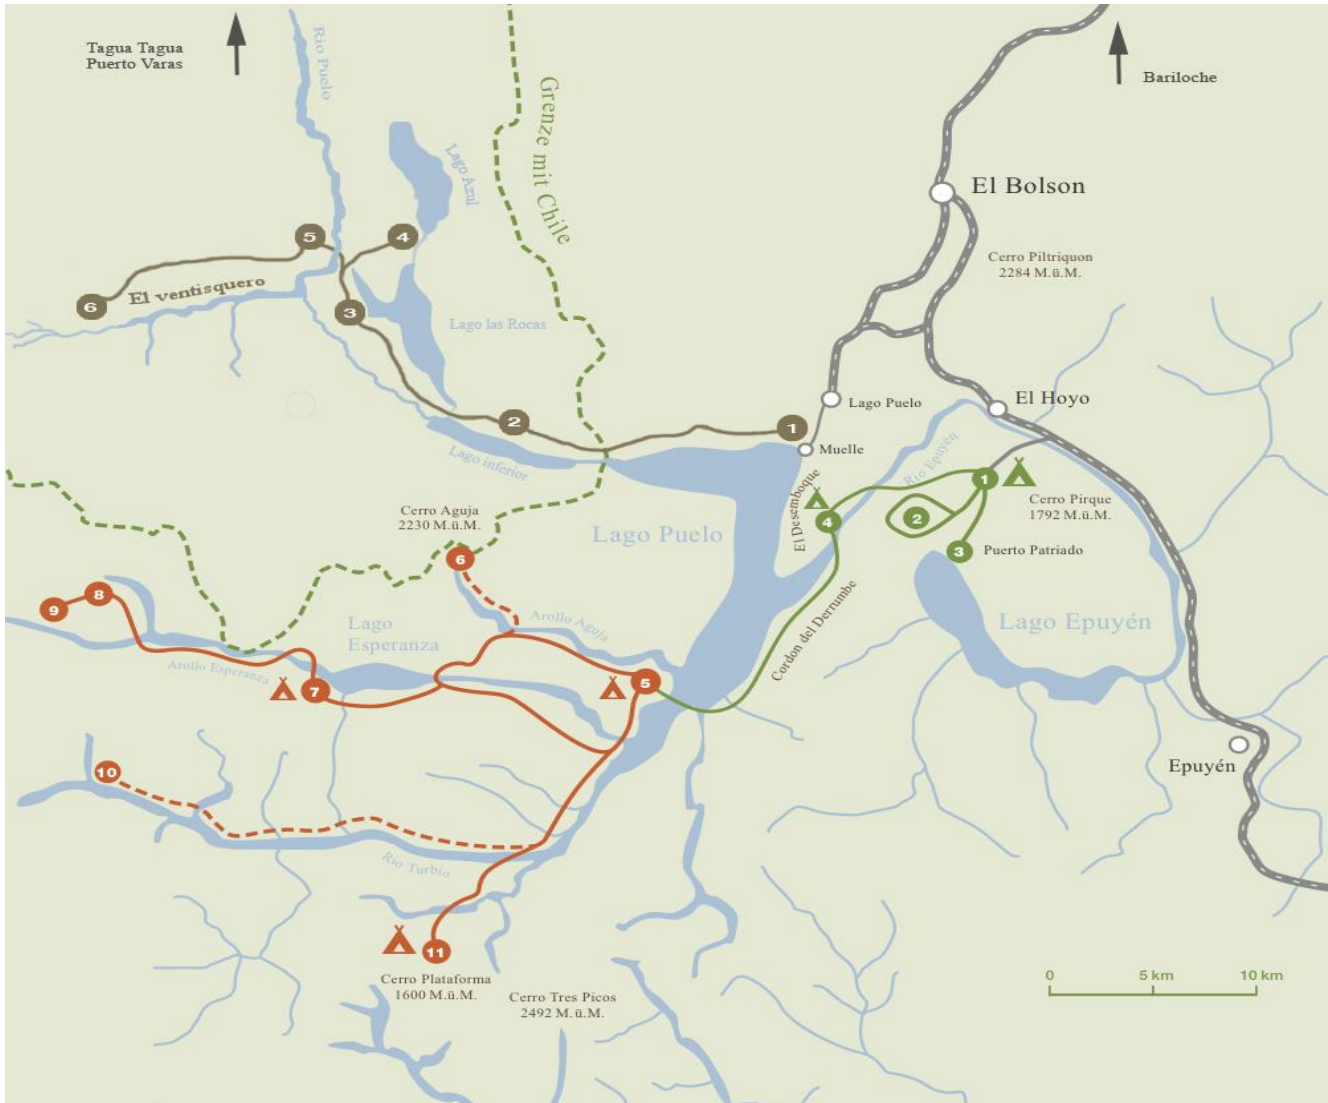 Tagua Tagua
Puerto Varas
Rio Puelo
Lago Azul
Grenze mit Chile
Bariloche
El Bolson
Cerro Piltriquon
2284 M.ü.M.
5
4
6
El ventisquero
3
Lago las Rocas
2
1
Lago Puelo
El Hoyo
Muelle
Lago inferior
Rio Epuyén
El Desemboque
1
Cerro Pirque
1792 M.ü.M.
4
2
3
Puerto Patriado
Cerro Aguja
2230 M.ü.M.
6
Lago Puelo
Lago Epuyén
Cordon del Derrumbe
9
8
Lago
Esperanza
Arollo Aguja
Arollo Esperanza
7
5
Epuyén
10
Rio Turbio
11
Cerro Plataforma
1600 M.ü.M.
Cerro Tres Picos
2492 M.ü.M.
0
5 km
10 km